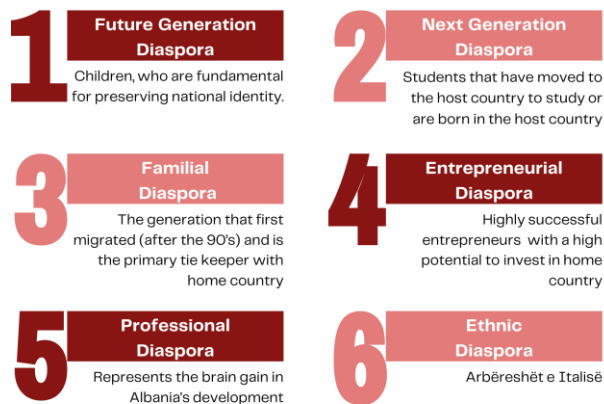 1
Future Generation
Diaspora
Children, who are fundamental
for preserving national identity.
2
Next Generation
Diaspora
Students that have moved to
the host country to study or
are born in the host country
3
Familial
Diaspora
The generation that first
migrated (after the 90's) and is
the primary tie keeper with
home country
4
Entrepreneurial
Diaspora
Highly successful
entrepreneurs with a high
potential to invest in home
country
5
Professional
Diaspora
Represents the brain gain in
Albania's development
6
Ethnic
Diaspora
Arbëreshët e Italisë